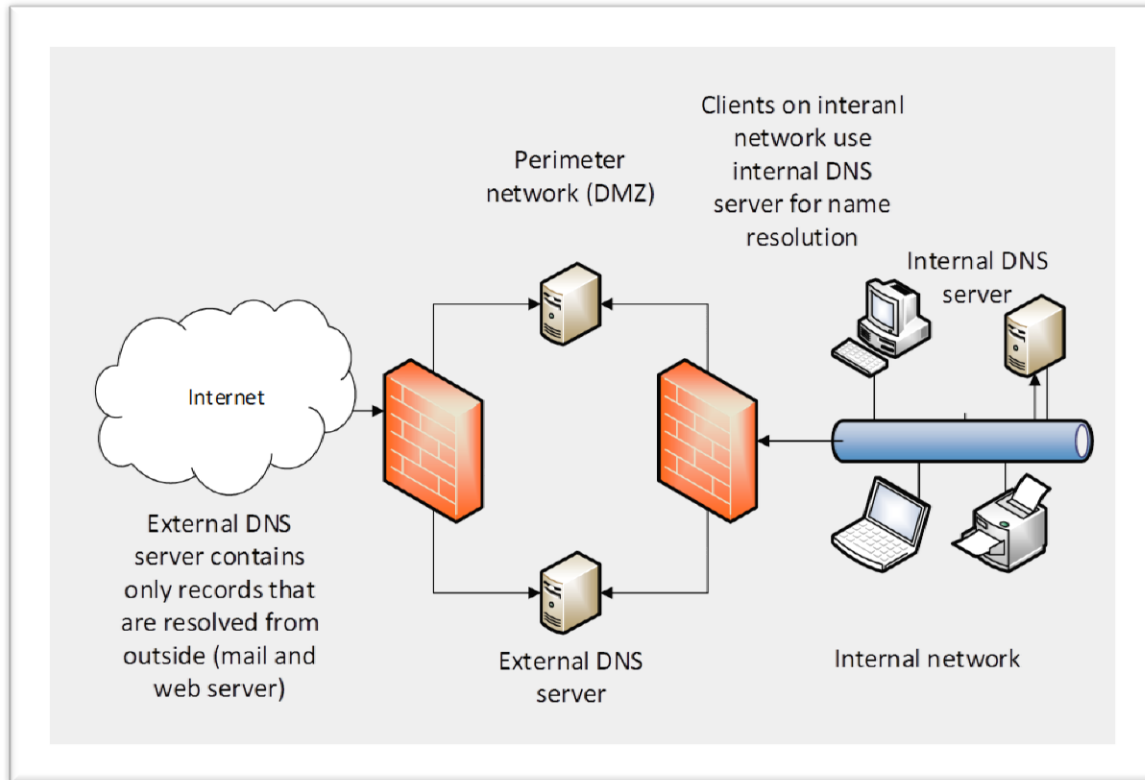 Clients on interanl
network use
internal DNS
server for name
resolution
Perimeter
network (DMZ)
Internal DNS
server
Internet
External DNS
server contains
only records that
are resolved from
outside (mail and
web server)
External DNS
server
Internal network